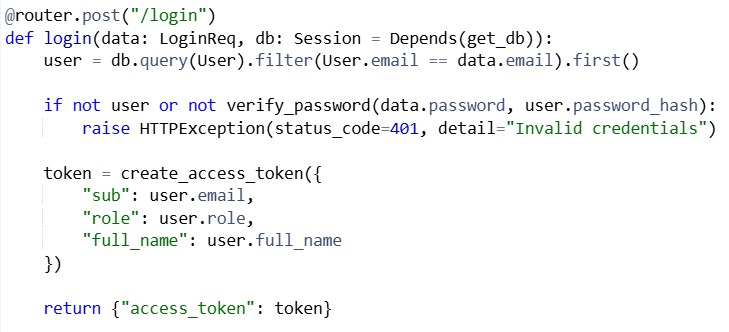 @router.post("/login")
def login(data: LoginReq, db: Session = Depends(get_db)):
    user = db.query(User).filter(User.email == data.email).first()

    if not user or not verify_password(data.password, user.password_hash):
        raise HTTPException(status_code=401, detail="Invalid credentials")

    token = create_access_token({
        "sub": user.email,
        "role": user.role,
        "full_name": user.full_name
    })

    return {"access_token": token}